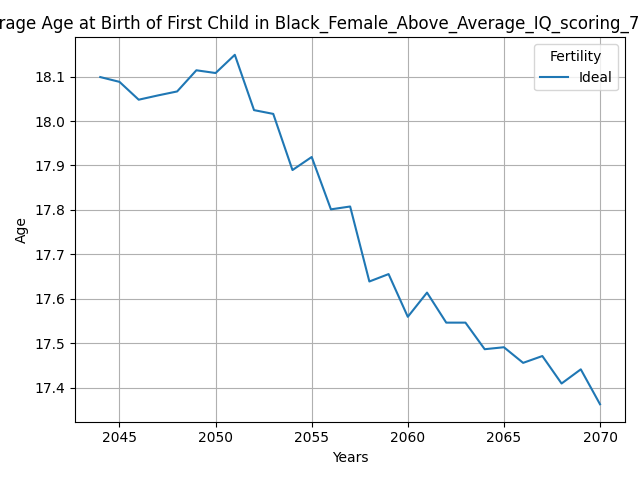 rage Age at Birth of First Child in Black_Female_Above_Average_IQ_scoring_7
Fertility
Ideal
18.1
18.0
17.9
17.8
17.7
17.6
17.5
17.4
Age
2045 2050 2055 2060 2065 2070
Years